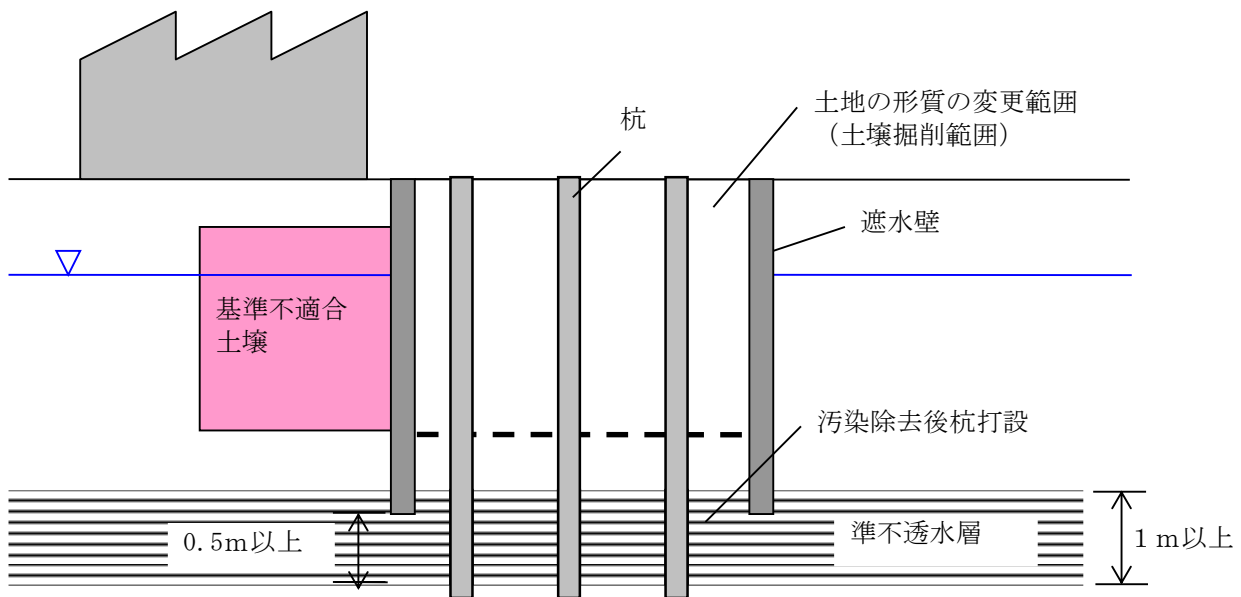 土地の形質の変更範囲
（土壌掘削範囲）
杭
遮水壁
基準不適合
土壌
汚染除去後杭打設
0.5m以上
準不透水層
1m以上